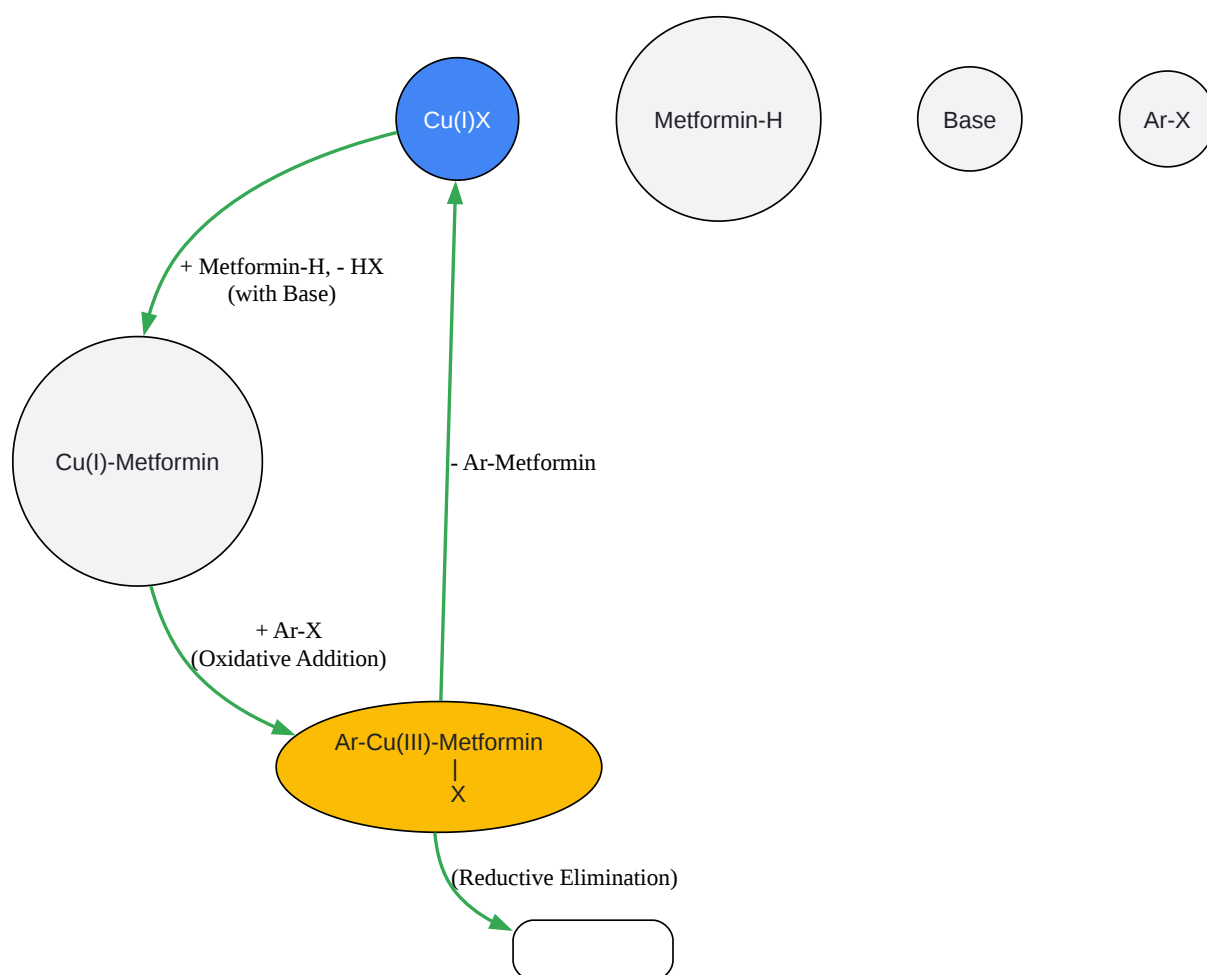 Cu(I)X
Metformin-H
Base
Ar-X
+ Metformin-H, - HX
(with Base)
Cu(I)-Metformin
- Ar-Metformin
+ Ar-X
(Oxidative Addition)
Ar-Cu(III)-Metformin
|
X
(Reductive Elimination)